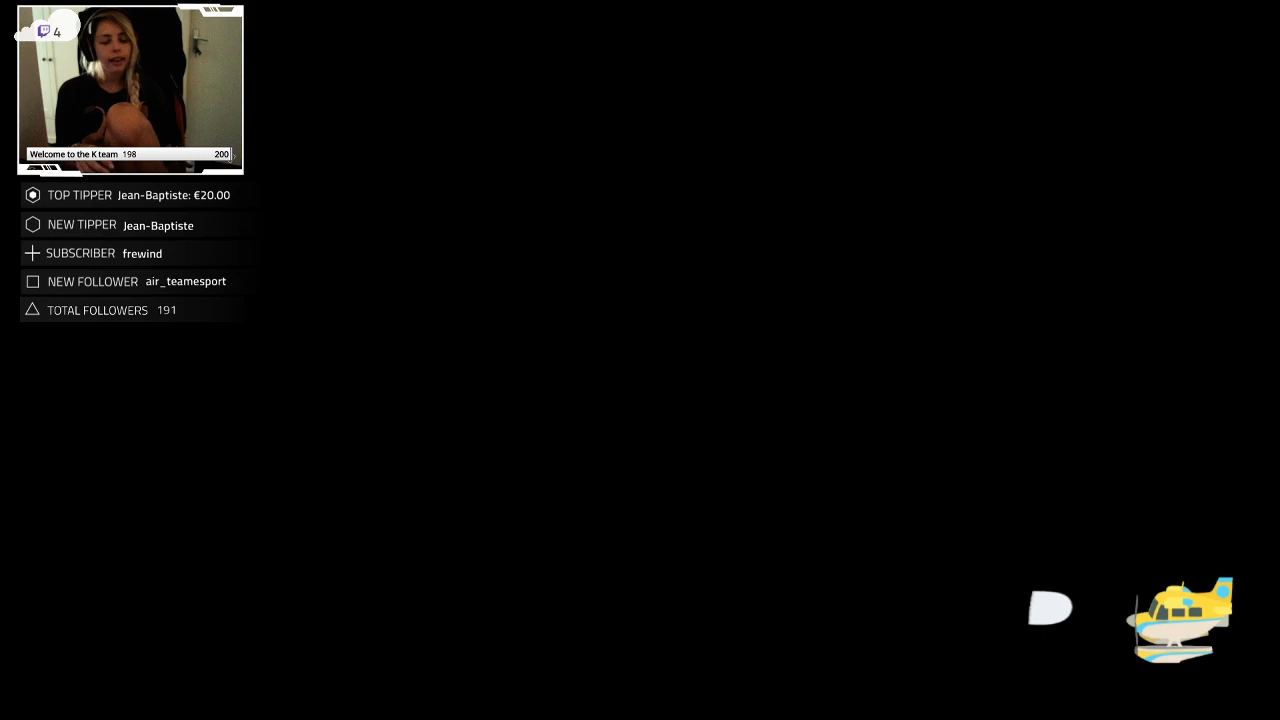 4
Welcome to the K team 198 200
TOP TIPPER Jean-Baptiste: €20.00
NEW TIPPER Jean-Baptiste
SUBSCRIBER frewind
NEW FOLLOWER air_teamesport
TOTAL FOLLOWERS 191